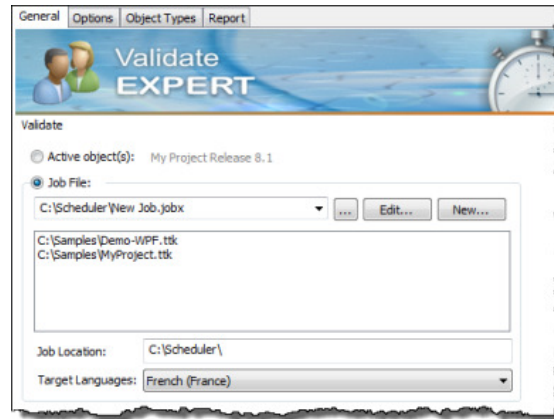 General Options Object Types Report
Validate
EXPERT
Validate
Active object(s): My Project Release 8.1
Job File:
C:\Scheduler\New Job.jobx ... Edit... New...
C:\Samples\Demo-WPF.ttk
C:\Samples\MyProject.ttk
Job Location: C:\Scheduler\
Target Languages: French (France)